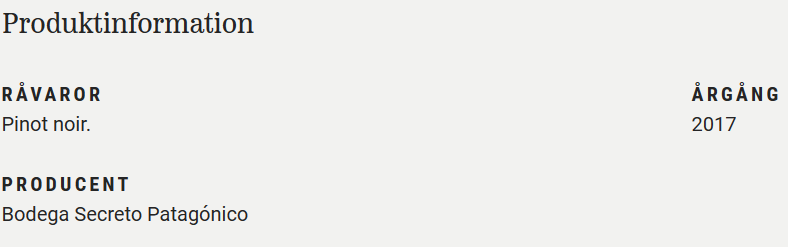 Produktinformation
RÅVAROR
Pinot noir.
ÅRGÅNG
2017
PRODUCENT
Bodega Secreto Patagónico